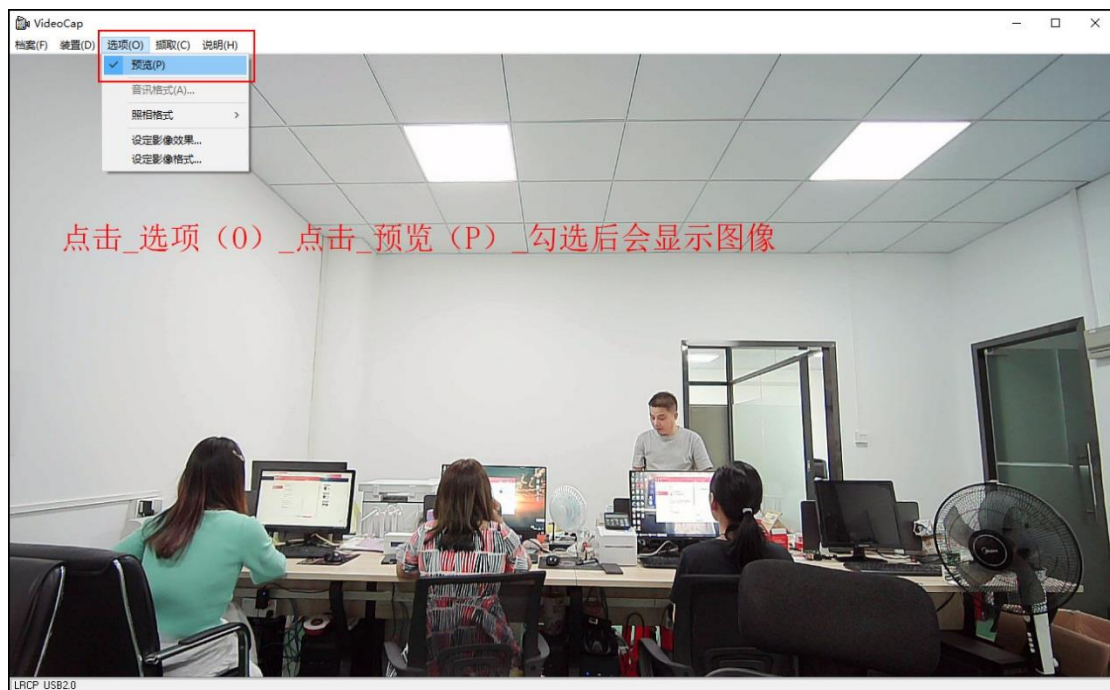 VideoCap
档案(F) 装置(D) 选项(O) 撷取(C) 说明(H)
预览(P)
音讯格式(A)...
照相格式
设定影像效果...
设定影像格式...
点击_选项（O）_点击_预览（P）_勾选后会显示图像
Midea
LRCP USB2.0